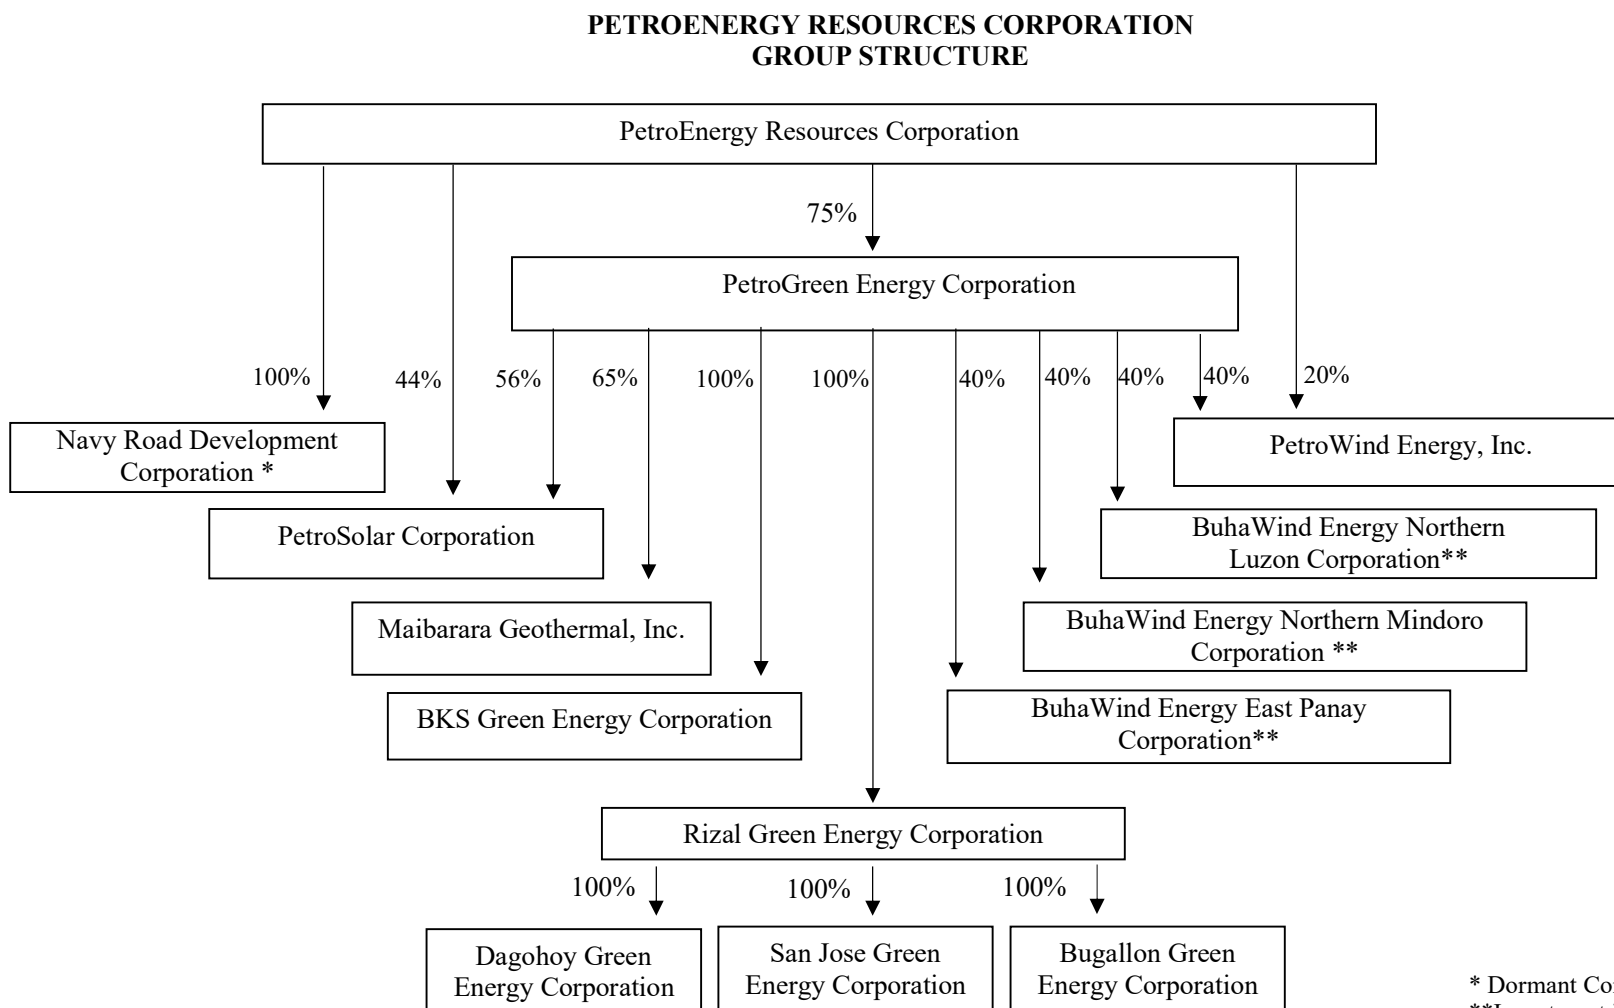 PETROENERGY RESOURCES CORPORATION
GROUP STRUCTURE
PetroEnergy Resources Corporation
75%
PetroGreen Energy Corporation
100%
44%
56%
65%
100%
100%
40%
40%
40%
40%
20%
Navy Road Development
Corporation *
PetroWind Energy, Inc.
PetroSolar Corporation
BuhaWind Energy Northern
Luzon Corporation**
Maibarara Geothermal, Inc.
BuhaWind Energy Northern Mindoro
Corporation **
BKS Green Energy Corporation
BuhaWind Energy East Panay
Corporation**
Rizal Green Energy Corporation
100%
100%
100%
Dagohoy Green
Energy Corporation
San Jose Green
Energy Corporation
Bugallon Green
Energy Corporation
* Dormant